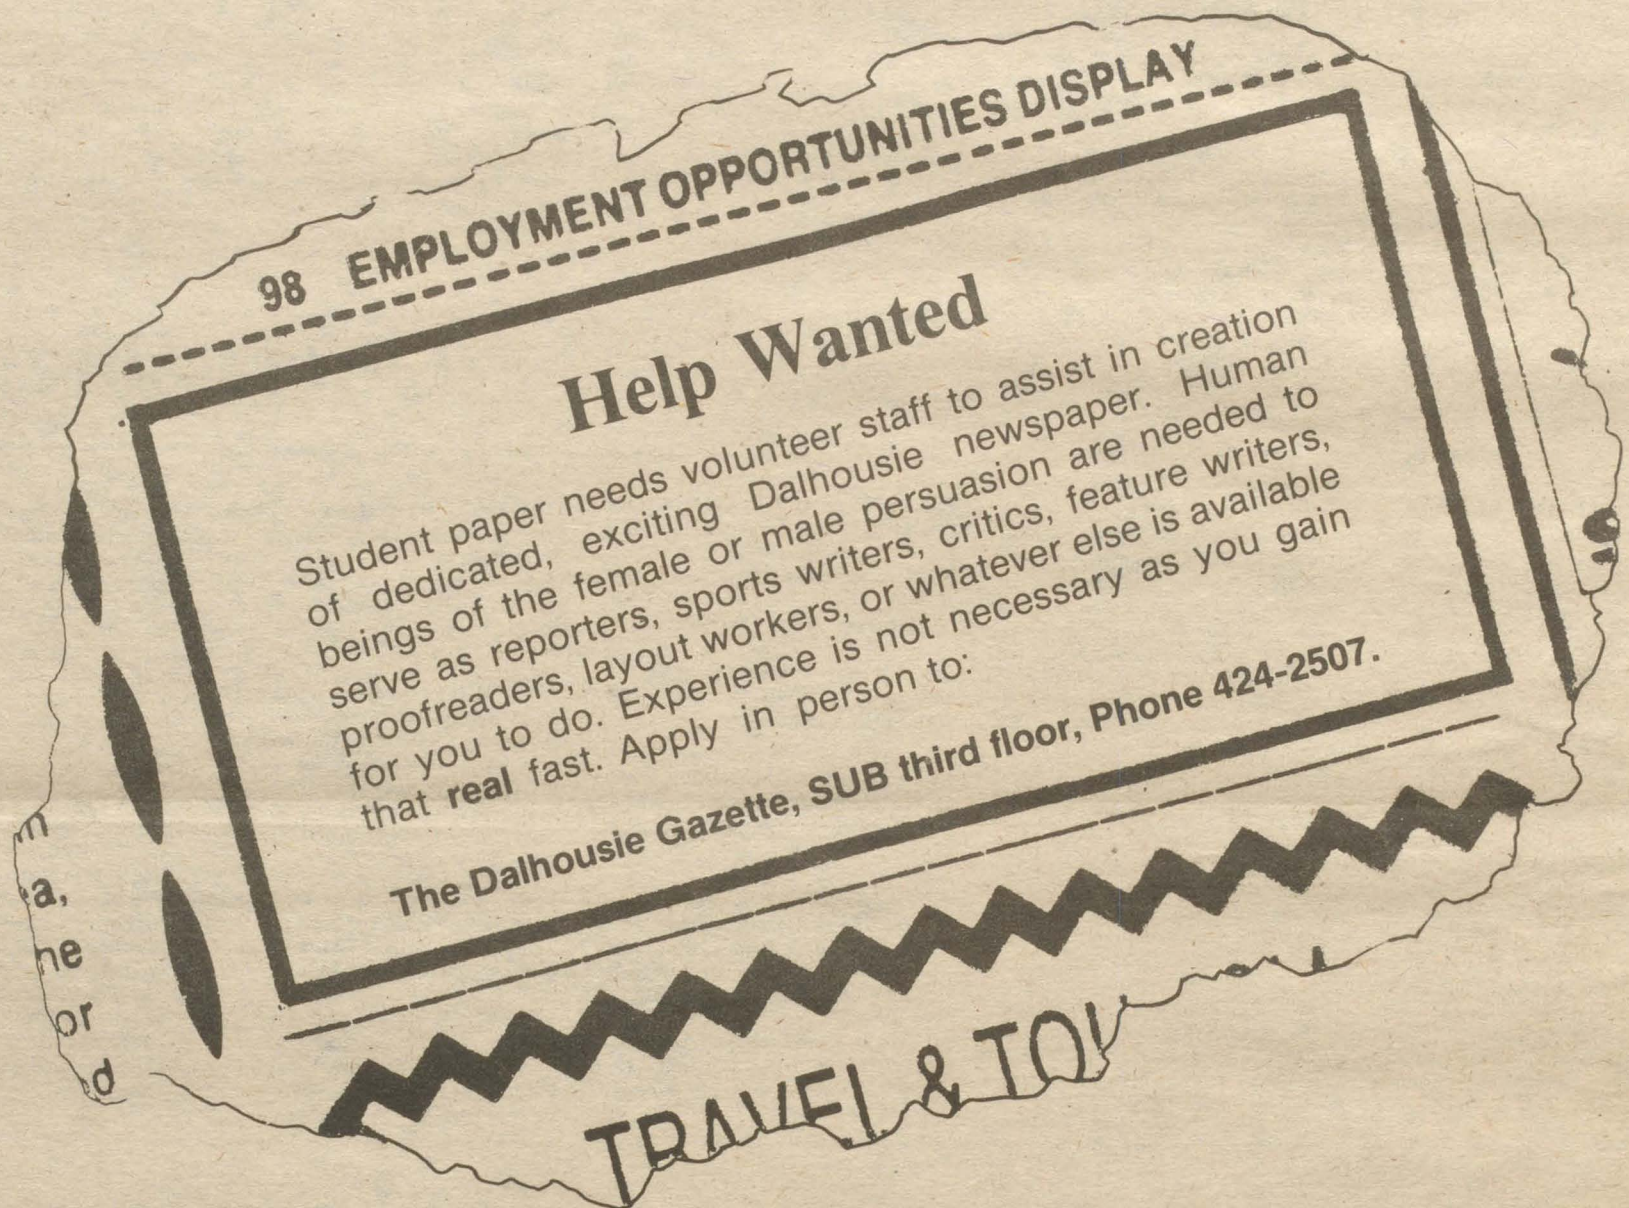 98 EMPLOYMENT OPPORTUNITIES DISPLAY
Help Wanted
Student paper needs volunteer staff to assist in creation
of dedicated, exciting Dalhousie newspaper. Human
beings of the female or male persuasion are needed to
serve as reporters, sports writers, critics, feature writers,
proofreaders, layout workers, or whatever else is available
for you to do. Experience is not necessary as you gain
that real fast. Apply in person to:
The Dalhousie Gazette, SUB third floor, Phone 424-2507.
a,
or
d
TRAVEL & TOU